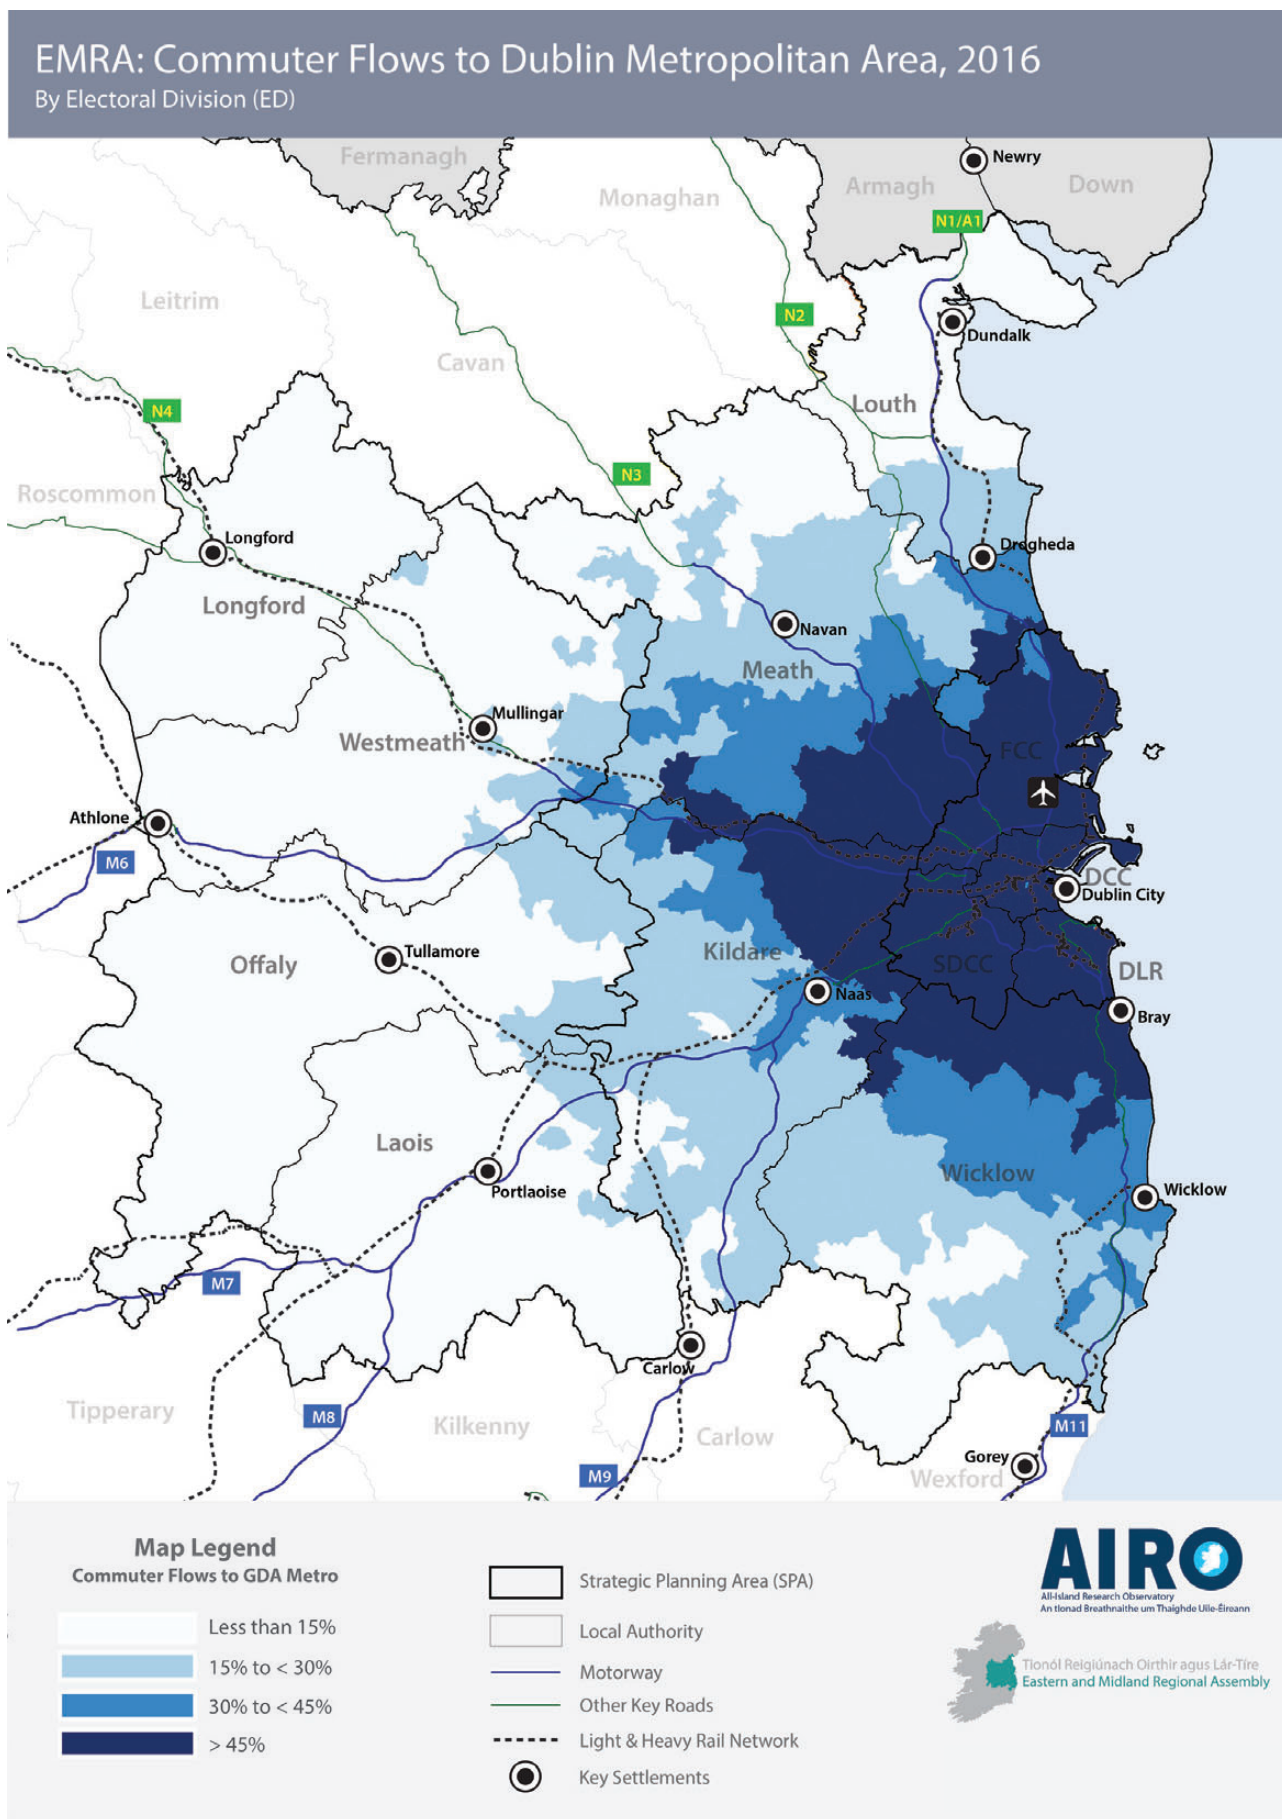 EMRA: Commuter Flows to Dublin Metropolitan Area, 2016
By Electoral Division (ED)
Fermanagh
Newry
Armagh
Down
Monaghan
N1/A1
Leitrim
N2
Dundalk
Cavan
Louth
N4
N3
Roscommon
Longford
Drogheda
Longford
Navan
Meath
Mullingar
Westmeath
FCC
Athlone
M6
DCC
Dublin City
Tullamore
Kildare
Offaly
SDCC
DLR
Naas
Bray
Laois
Wicklow
Portlaoise
Wicklow
M7
Carlow
Tipperary
M8
Kilkenny
Carlow
M11
Gorey
M9
Wexford
Map Legend
Commuter Flows to GDA Metro
Less than 15%
15% to < 30%
30% to < 45%
> 45%
Strategic Planning Area (SPA)
Local Authority
Motorway
Other Key Roads
Light & Heavy Rail Network
Key Settlements
AIRO
All-Island Research Observatory
An tIonad Breathnaithe um Thaighde Uile-Éireann
Tionól Reigiúnach Oirthir agus Lár-Tíre
Eastern and Midland Regional Assembly